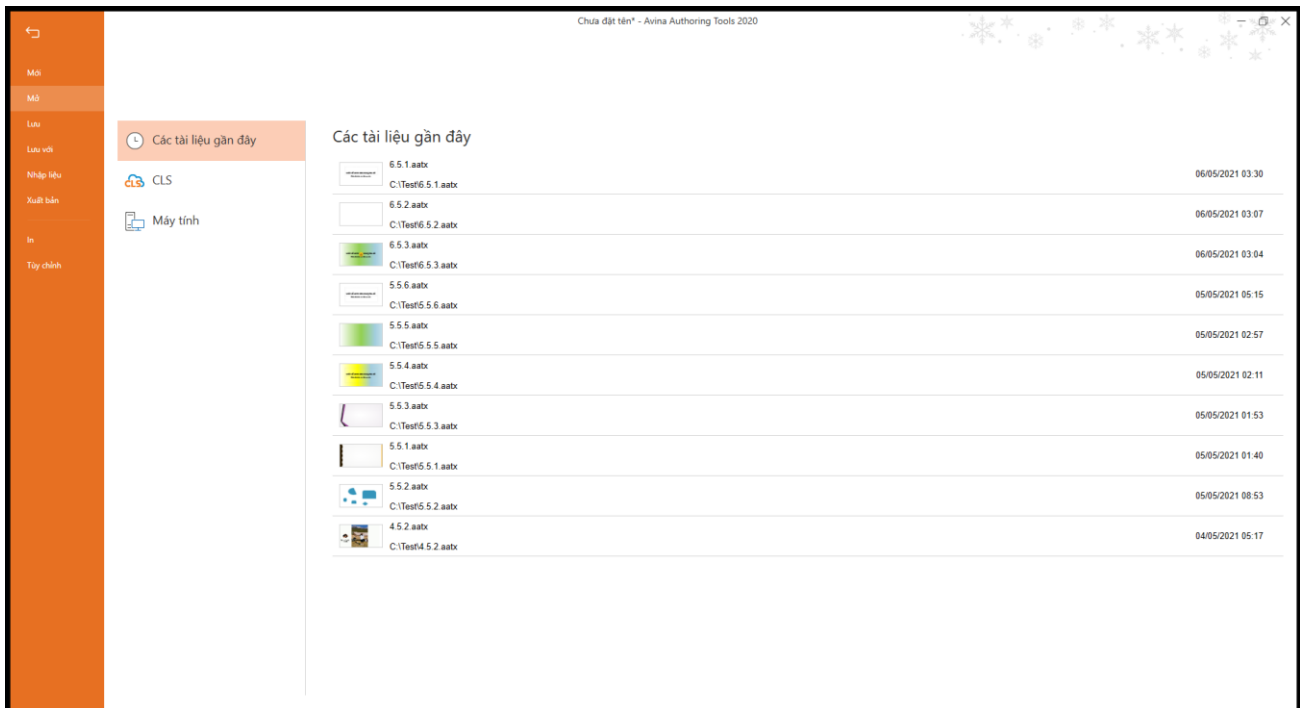 Chưa đặt tên* - Avina Authoring Tools 2020
Mới
Mở
Lưu
Lưu với
Nhập liệu
Xuất bản
In
Tùy chỉnh
Các tài liệu gần đây
CLS CLS
Máy tính
Các tài liệu gần đây
6.5.1.aatx
C:\Test\6.5.1.aatx
06/05/2021 03:30
6.5.2.aatx
C:\Test\6.5.2.aatx
06/05/2021 03:07
6.5.3.aatx
C:\Test\6.5.3.aatx
06/05/2021 03:04
5.5.6.aatx
C:\Test\5.5.6.aatx
05/05/2021 05:15
5.5.5.aatx
C:\Test\5.5.5.aatx
05/05/2021 02:57
5.5.4.aatx
C:\Test\5.5.4.aatx
05/05/2021 02:11
5.5.3.aatx
C:\Test\5.5.3.aatx
05/05/2021 01:53
5.5.1.aatx
C:\Test\5.5.1.aatx
05/05/2021 01:40
5.5.2.aatx
C:\Test\5.5.2.aatx
05/05/2021 08:53
4.5.2.aatx
C:\Test\4.5.2.aatx
04/05/2021 05:17